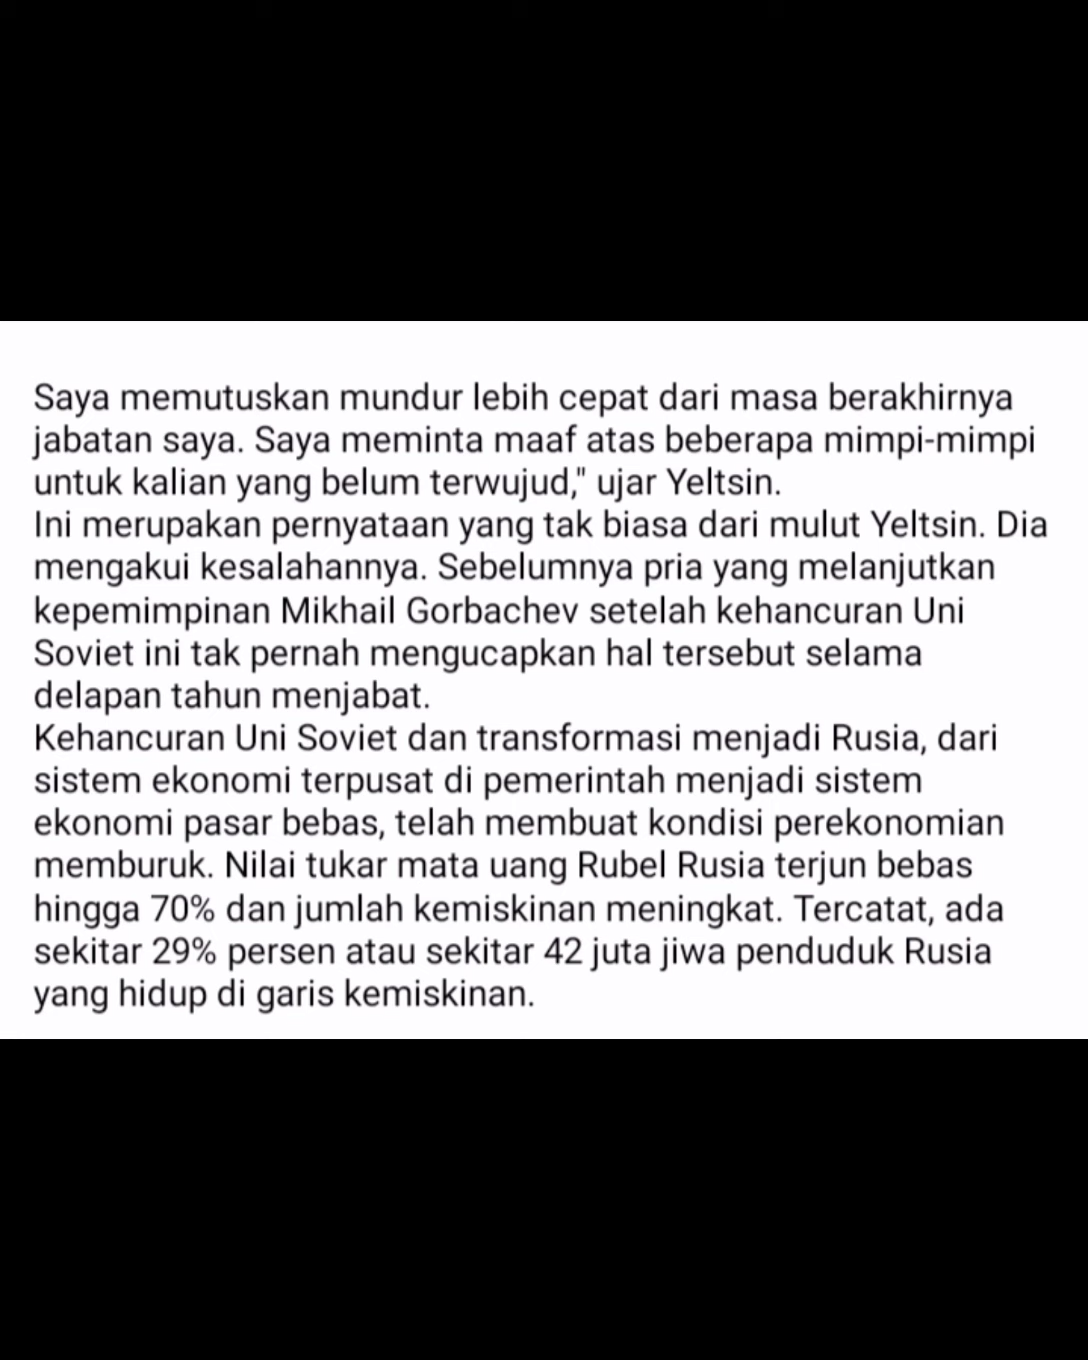 Saya memutuskan mundur lebih cepat dari masa berakhirnya
jabatan saya. Saya meminta maaf atas beberapa mimpi-mimpi
untuk kalian yang belum terwujud," ujar Yeltsin.
Ini merupakan pernyataan yang tak biasa dari mulut Yeltsin. Dia
mengakui kesalahannya. Sebelumnya pria yang melanjutkan
kepemimpinan Mikhail Gorbachev setelah kehancuran Uni
Soviet ini tak pernah mengucapkan hal tersebut selama
delapan tahun menjabat.
Kehancuran Uni Soviet dan transformasi menjadi Rusia, dari
sistem ekonomi terpusat di pemerintah menjadi sistem
ekonomi pasar bebas, telah membuat kondisi perekonomian
memburuk. Nilai tukar mata uang Rubel Rusia terjun bebas
hingga 70% dan jumlah kemiskinan meningkat. Tercatat, ada
sekitar 29% persen atau sekitar 42 juta jiwa penduduk Rusia
yang hidup di garis kemiskinan.